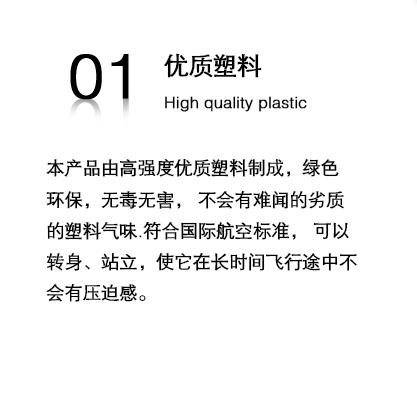 01
优质塑料
High quality plastic
本产品由高强度优质塑料制成，绿色
环保，无毒无害， 不会有难闻的劣质
的塑料气味.符合国际航空标准， 可以
转身、站立，使它在长时间飞行途中不
会有压迫感。